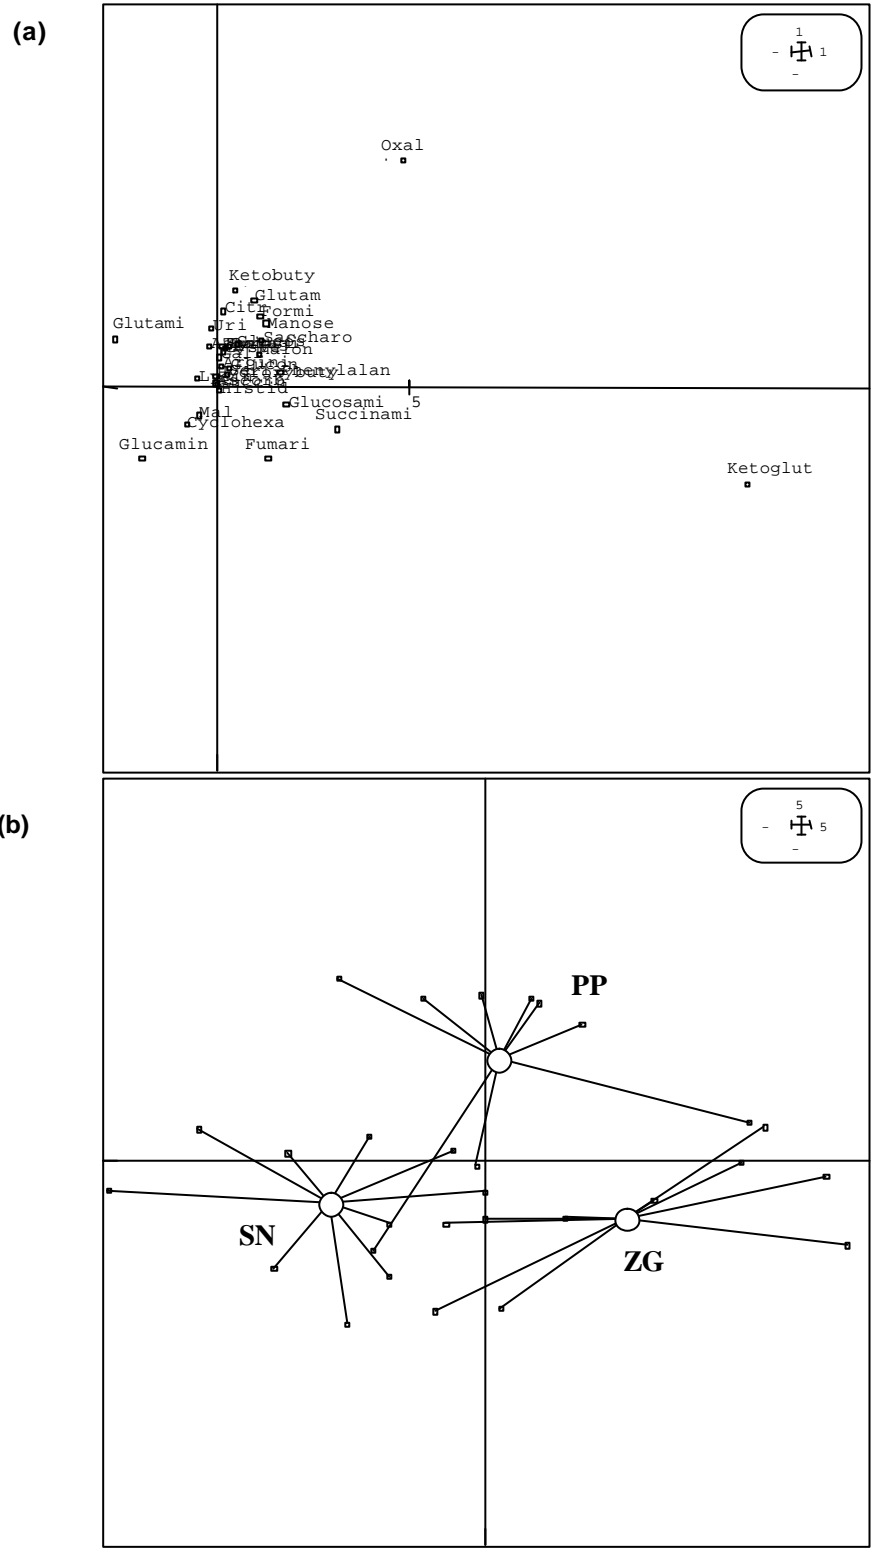 (a)
1
- 1
-
Oxal
Ketobuty
Glutam
Citr
Formi
Glutami
Uri
Manose
Saccharo
Malon
Phenylalan
Histid
5
Glucosami
Mal
Succinami
Cyclohexa
Glucamin
Fumari
Ketoglut
(b)
5
- 5
-
PP
SN
ZG